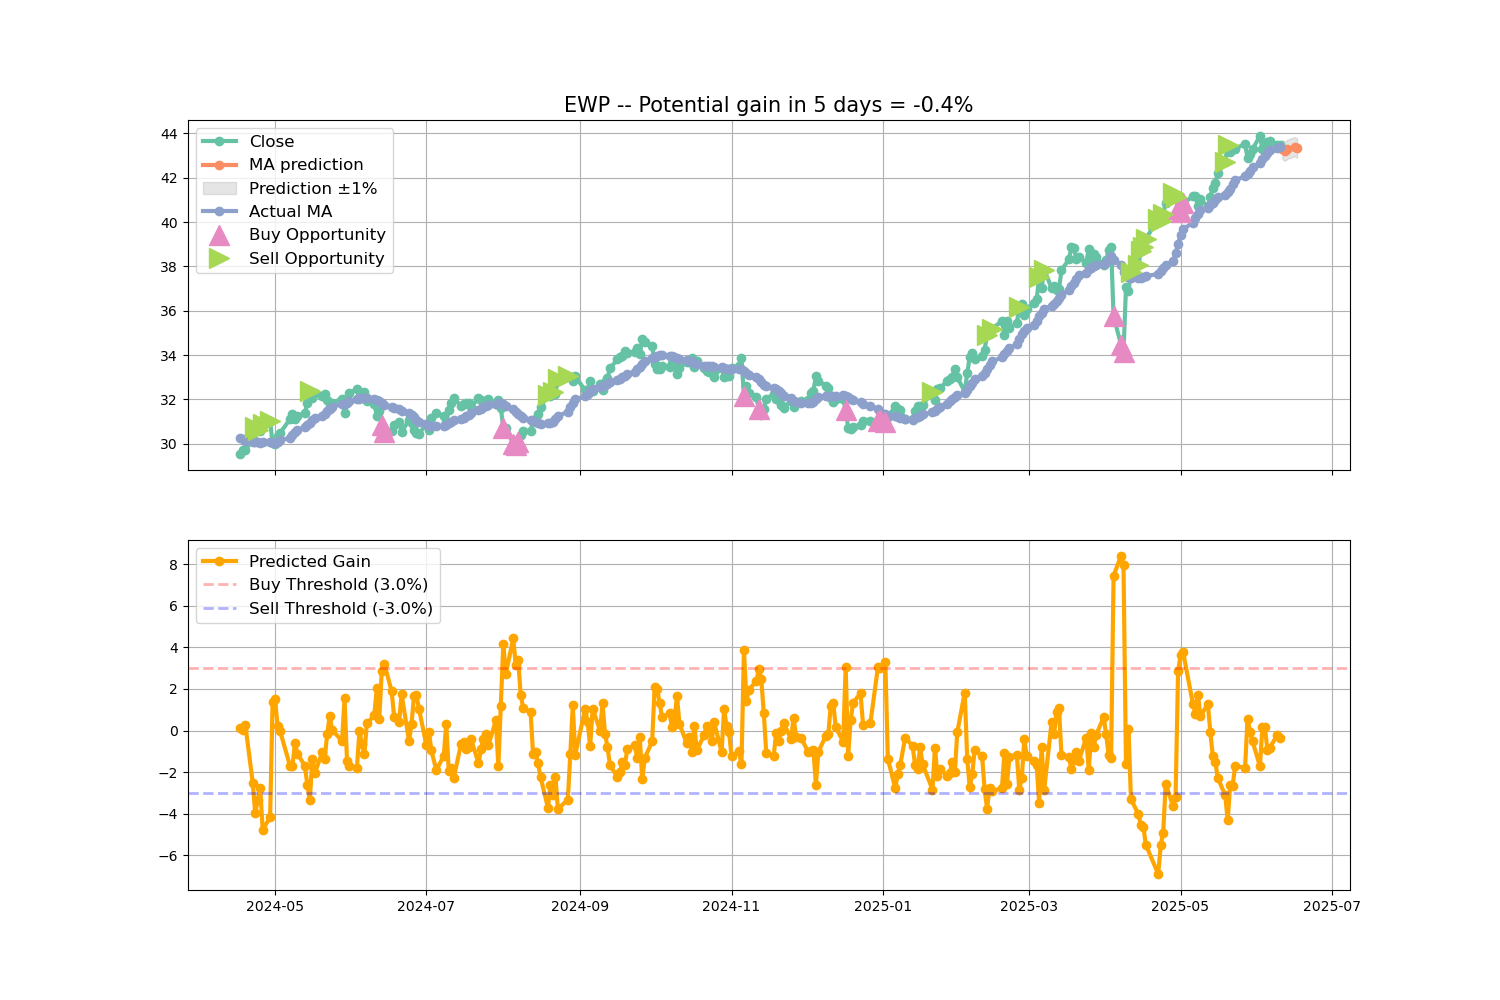 EWP -- Potential gain in 5 days = -0.4%
44
42
40
38
36
34
32
30
Close
MA prediction
Prediction ±1%
Actual MA
Buy Opportunity
Sell Opportunity
8
6
4
2
0
−2
−4
−6
Predicted Gain
Buy Threshold (3.0%)
Sell Threshold (-3.0%)
2024-05 2024-07 2024-09 2024-11 2025-01 2025-03 2025-05 2025-07